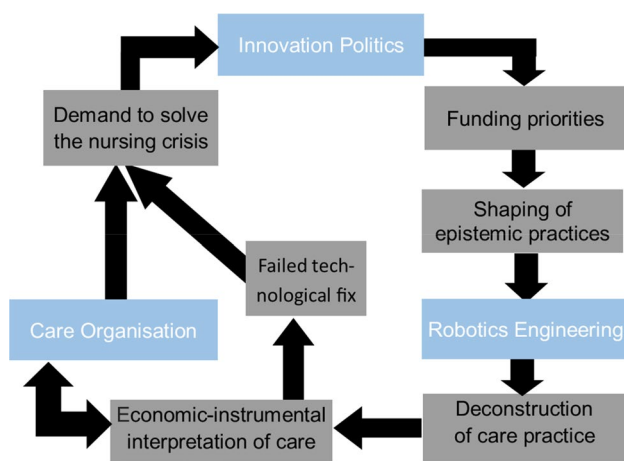 Innovation Politics
Demand to solve
the nursing crisis
Funding priorities
Shaping of
epistemic practices
Failed tech-
nological fix
Care Organisation
Robotics Engineering
Economic-instrumental
interpretation of care
Deconstruction
of care practice